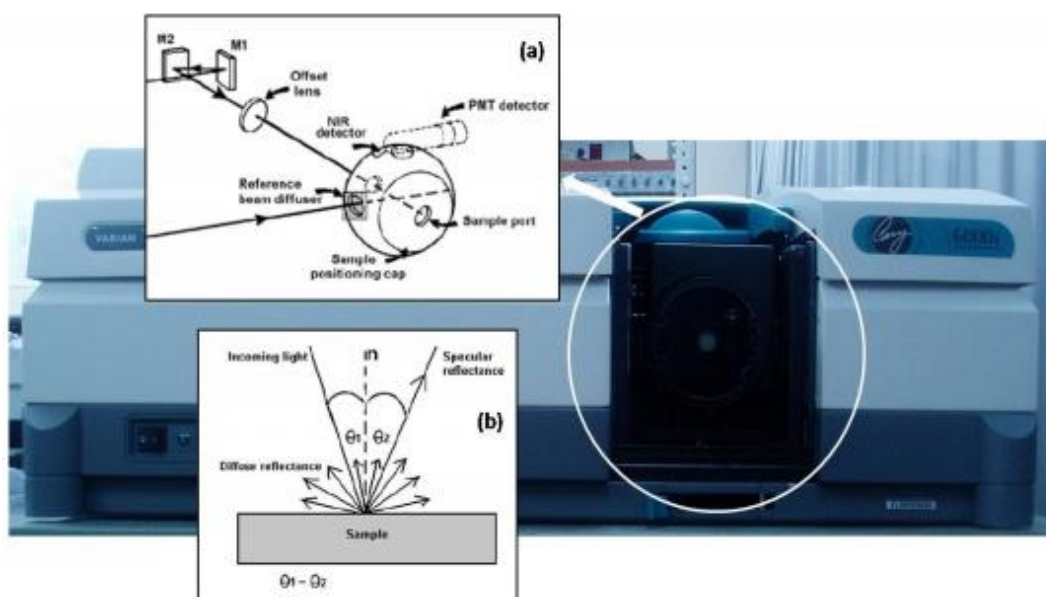 M2
M1
(a)
Offset
lens
PMT detector
NIR
detector
Reference
beam diffuser
Sample port
Sample
positioning cap
VARIAN
Cary
6000i
Incoming light
n
Specular
reflectance
(b)
θ1
θ2
Diffuse reflectance
Sample
θ1 - θ2